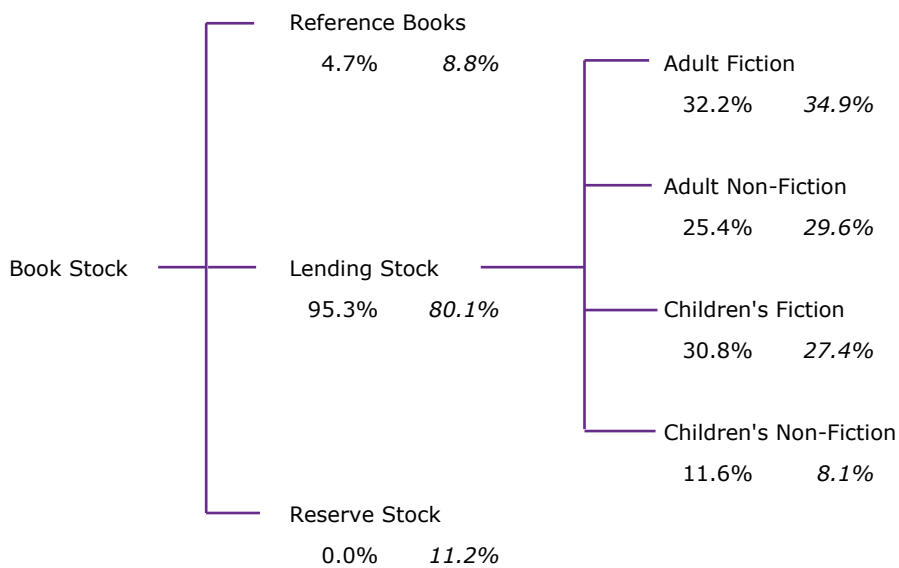 Reference Books
4.7% 8.8%
Adult Fiction
32.2% 34.9%
Adult Non-Fiction
25.4% 29.6%
Book Stock
Lending Stock
95.3% 80.1%
Children's Fiction
30.8% 27.4%
Children's Non-Fiction
11.6% 8.1%
Reserve Stock
0.0% 11.2%